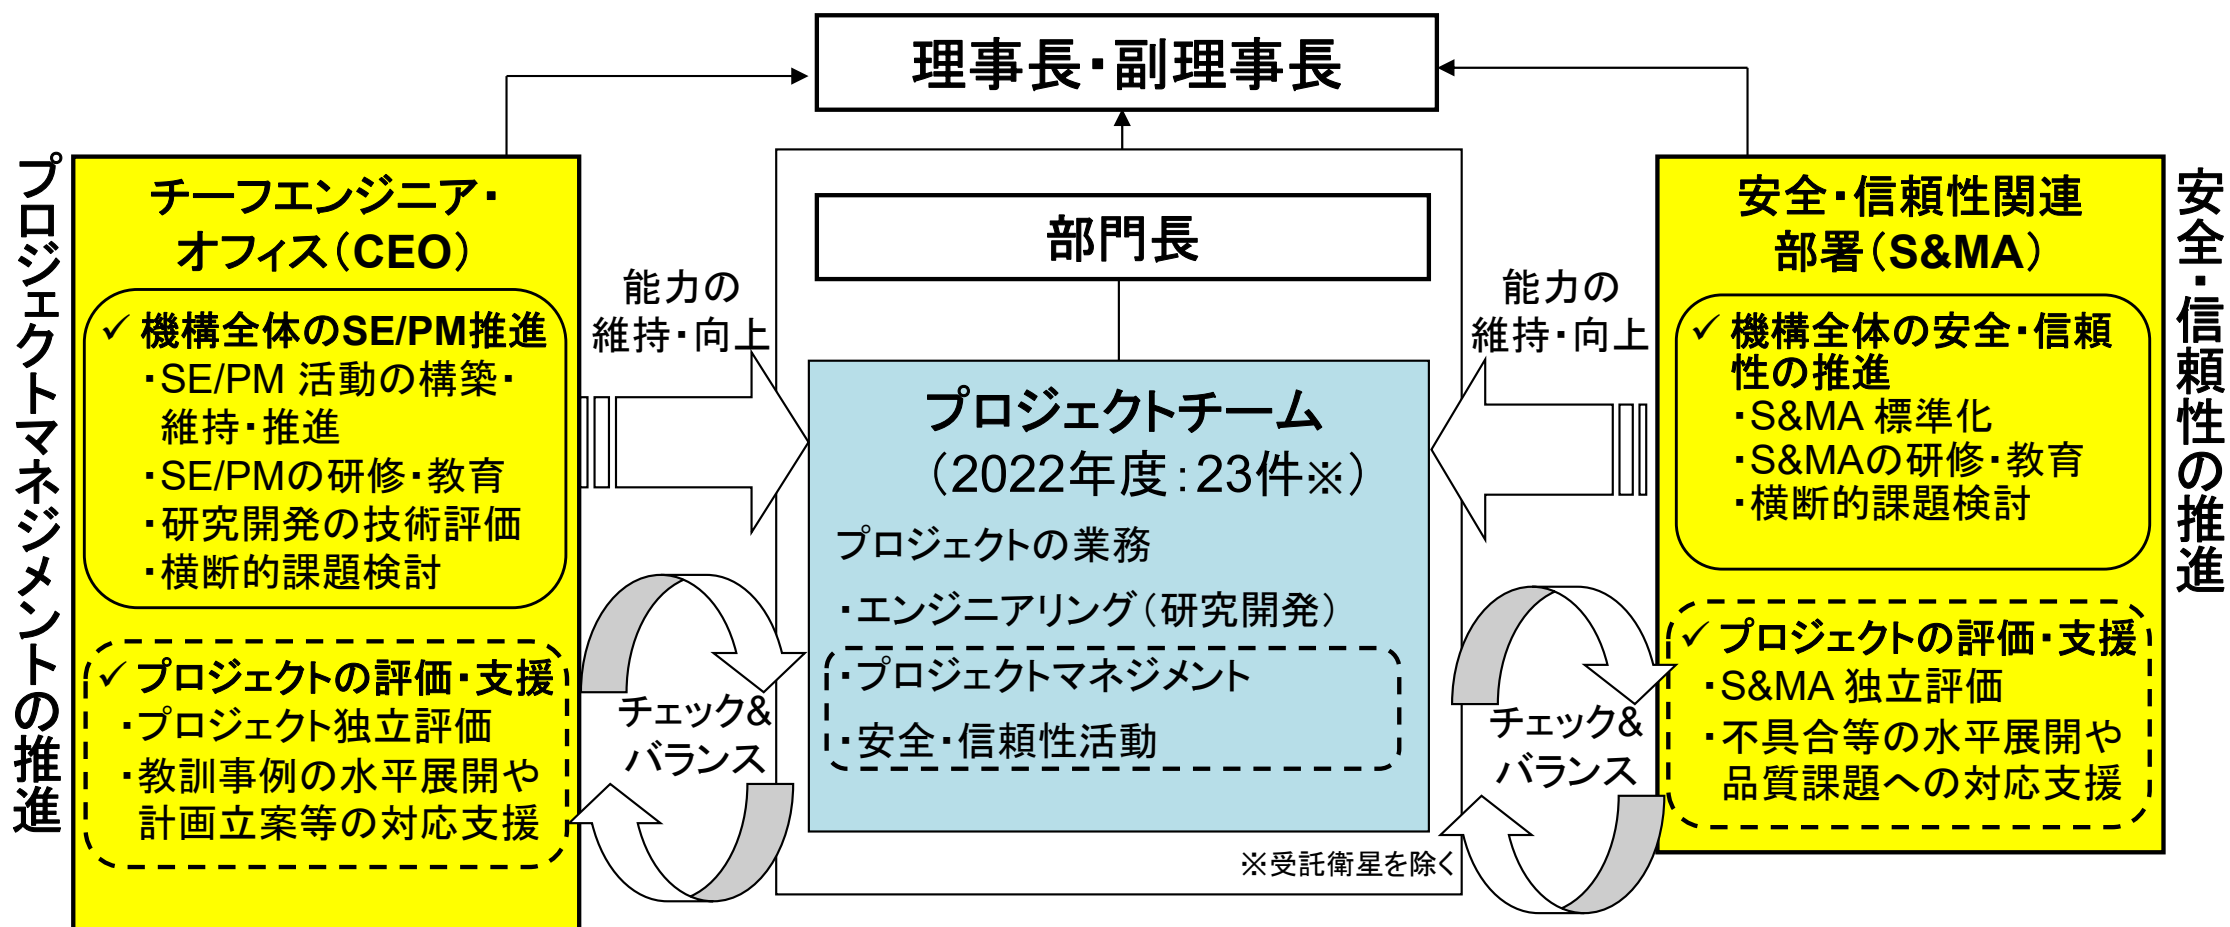 理事長・副理事長
プロジェクトマネジメントの推進
チーフエンジニア・
オフィス（CEO）
✓ 機構全体のSE/PM推進
・SE/PM 活動の構築・
維持・推進
・SE/PMの研修・教育
・研究開発の技術評価
・横断的課題検討
✓ プロジェクトの評価・支援
・プロジェクト独立評価
・教訓事例の水平展開や
計画立案等の対応支援
能力の
維持・向上
チェック&
バランス
部門長
プロジェクトチーム
（2022年度：23件※）
プロジェクトの業務
・エンジニアリング（研究開発）
・プロジェクトマネジメント
・安全・信頼性活動
※受託衛星を除く
能力の
維持・向上
チェック&
バランス
安全・信頼性関連
部署（S&MA）
✓ 機構全体の安全・信頼
性の推進
・S&MA 標準化
・S&MAの研修・教育
・横断的課題検討
✓ プロジェクトの評価・支援
・S&MA 独立評価
・不具合等の水平展開や
品質課題への対応支援
安全・信頼性の推進